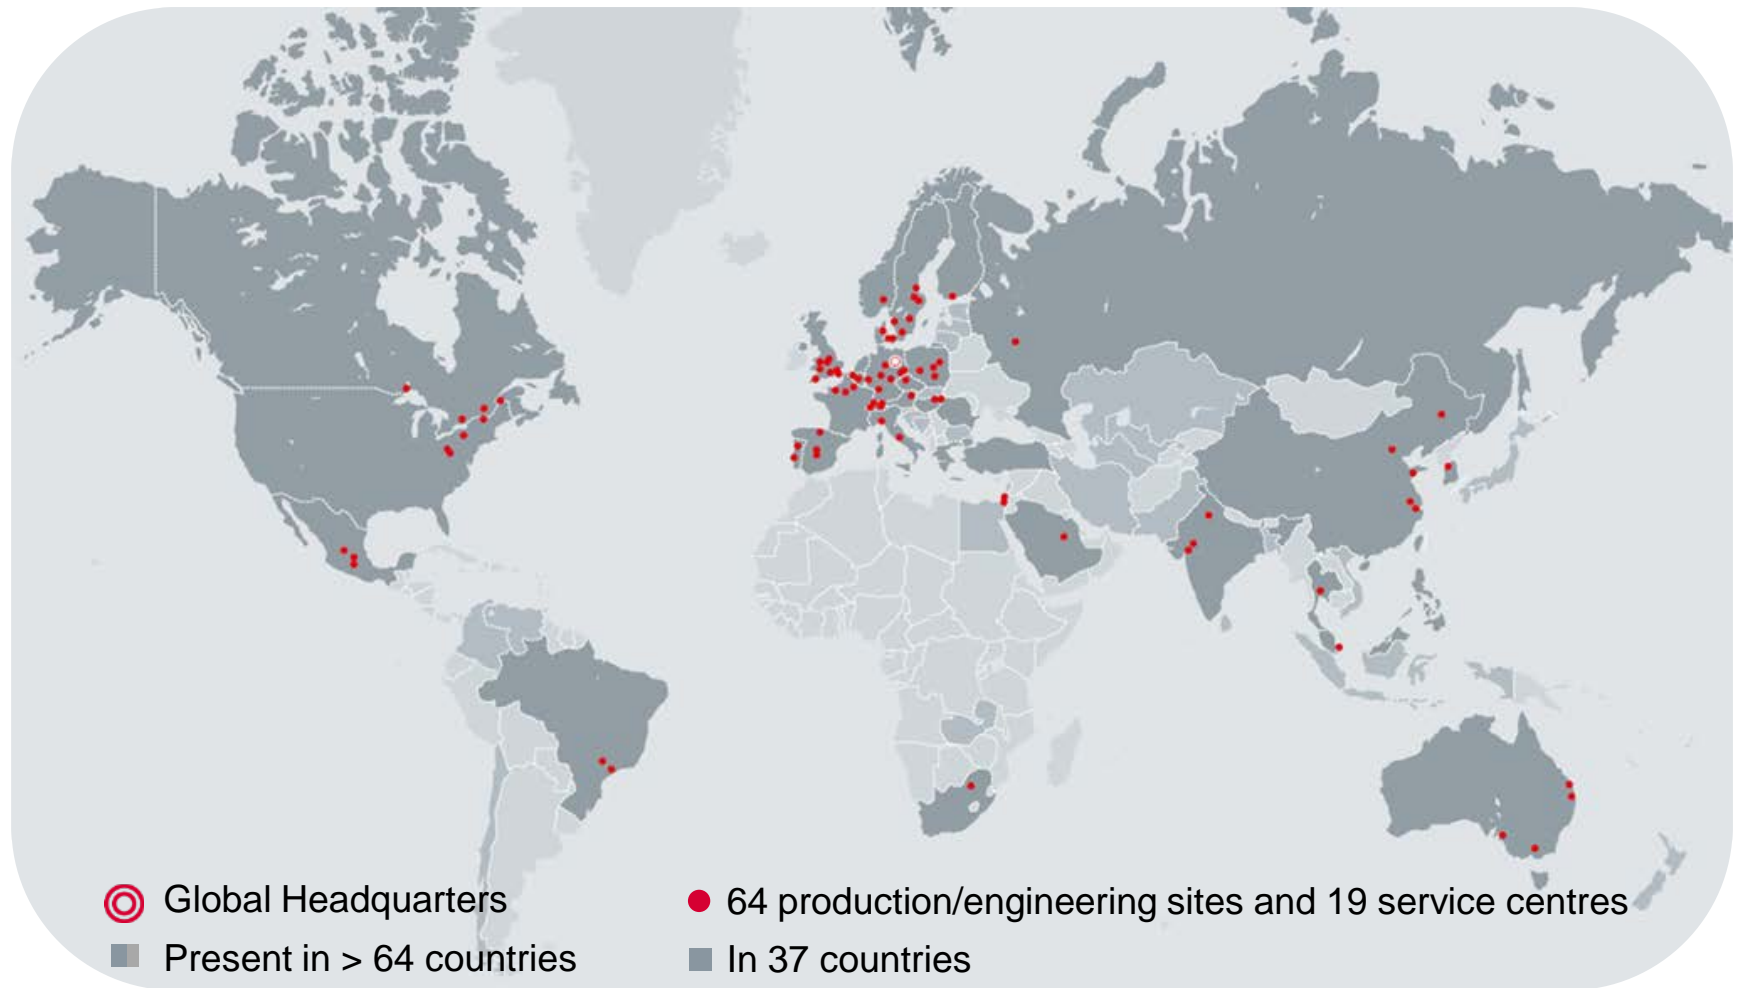 Global Headquarters
64 production/engineering sites and 19 service centres
Present in > 64 countries
In 37 countries